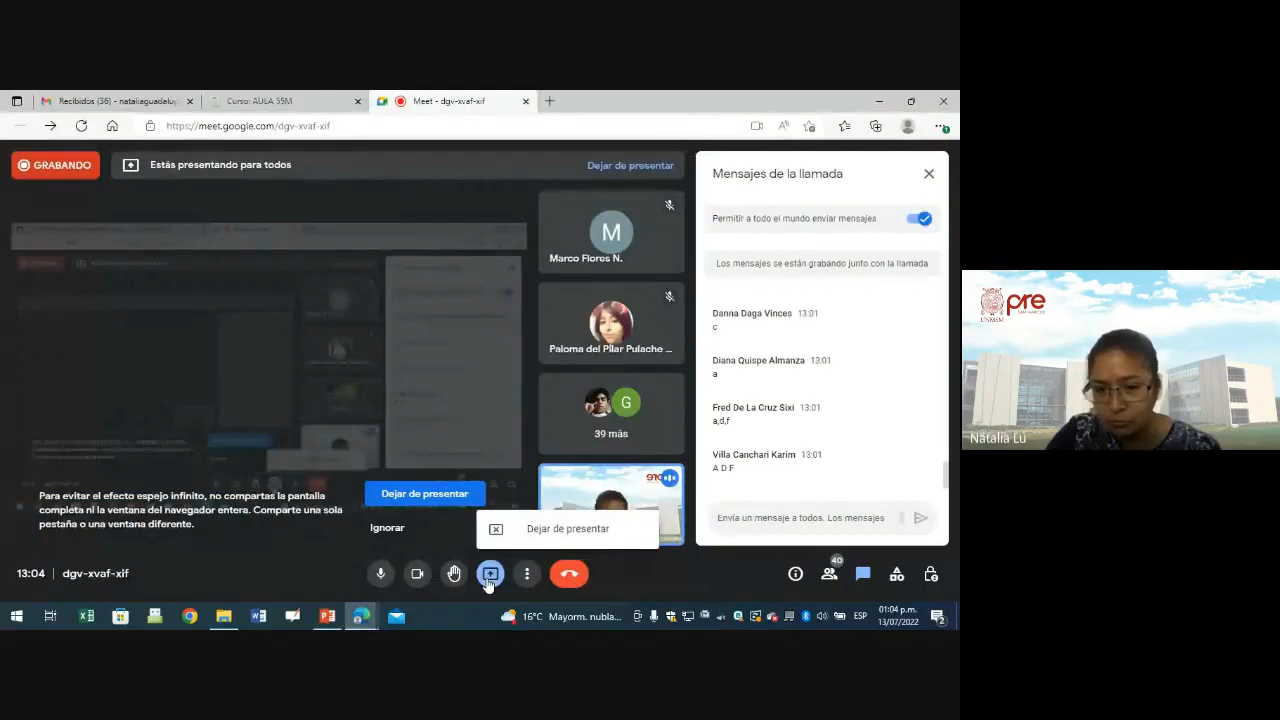 Recibidos (36) - nataliaguadalup
Curso: AULA 55M
Meet - dgv-xvaf-xif
https://meet.google.com/dgv-xvaf-xif
GRABANDO
Estás presentando para todos
Dejar de presentar
Mensajes de la llamada
Permitir a todo el mundo enviar mensajes
Los mensajes se están grabando junto con la llamada
M
Marco Flores N.
Paloma del Pilar Pulache ...
G
39 más
Danna Daga Vinces 13:01
c
Diana Quispe Almanza 13:01
a
Fred De La Cruz Sixi 13:01
a,d,f
Villa Canchari Karim 13:01
A D F
Envía un mensaje a todos. Los mensajes
Para evitar el efecto espejo infinito, no compartas la pantalla
completa ni la ventana del navegador entera. Comparte una sola
pestaña o una ventana diferente.
Dejar de presentar
Ignorar
Dejar de presentar
13:04 dgv-xvaf-xif
40
16°C Mayorm. nubla...
ESP
01:04 p.m.
13/07/2022
2
pre
SAN MARCOS
UNMSM
Natalia Lu